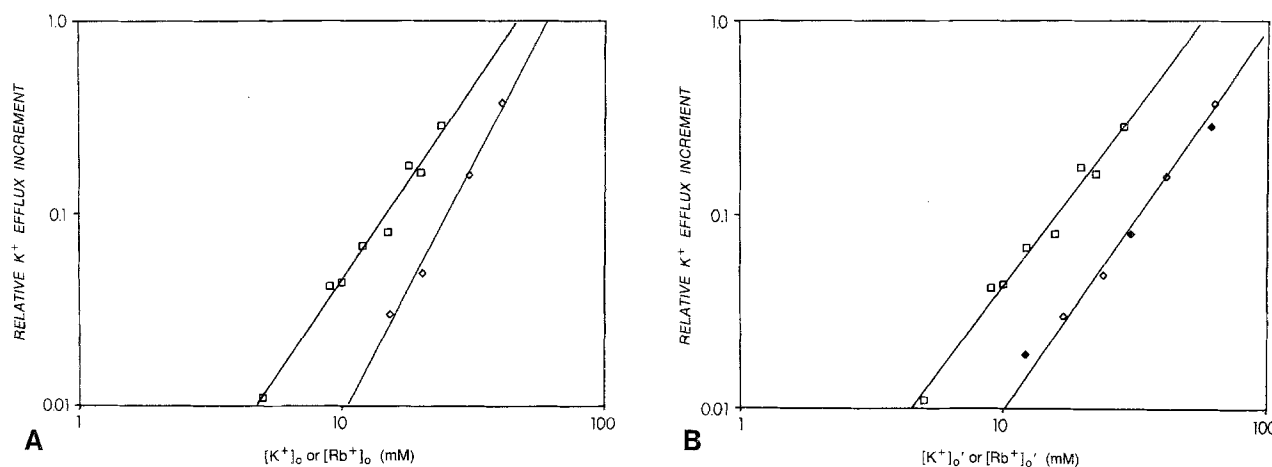 1.0
0.1
0.01
RELATIVE K⁺ EFFLUX INCREMENT
1
10
100
[K⁺]ₒ or [Rb⁺]ₒ (mM)
A
1.0
0.1
0.01
RELATIVE K⁺ EFFLUX INCREMENT
1
10
100
[K⁺]ₒ′ or [Rb⁺]ₒ′ (mM)
B